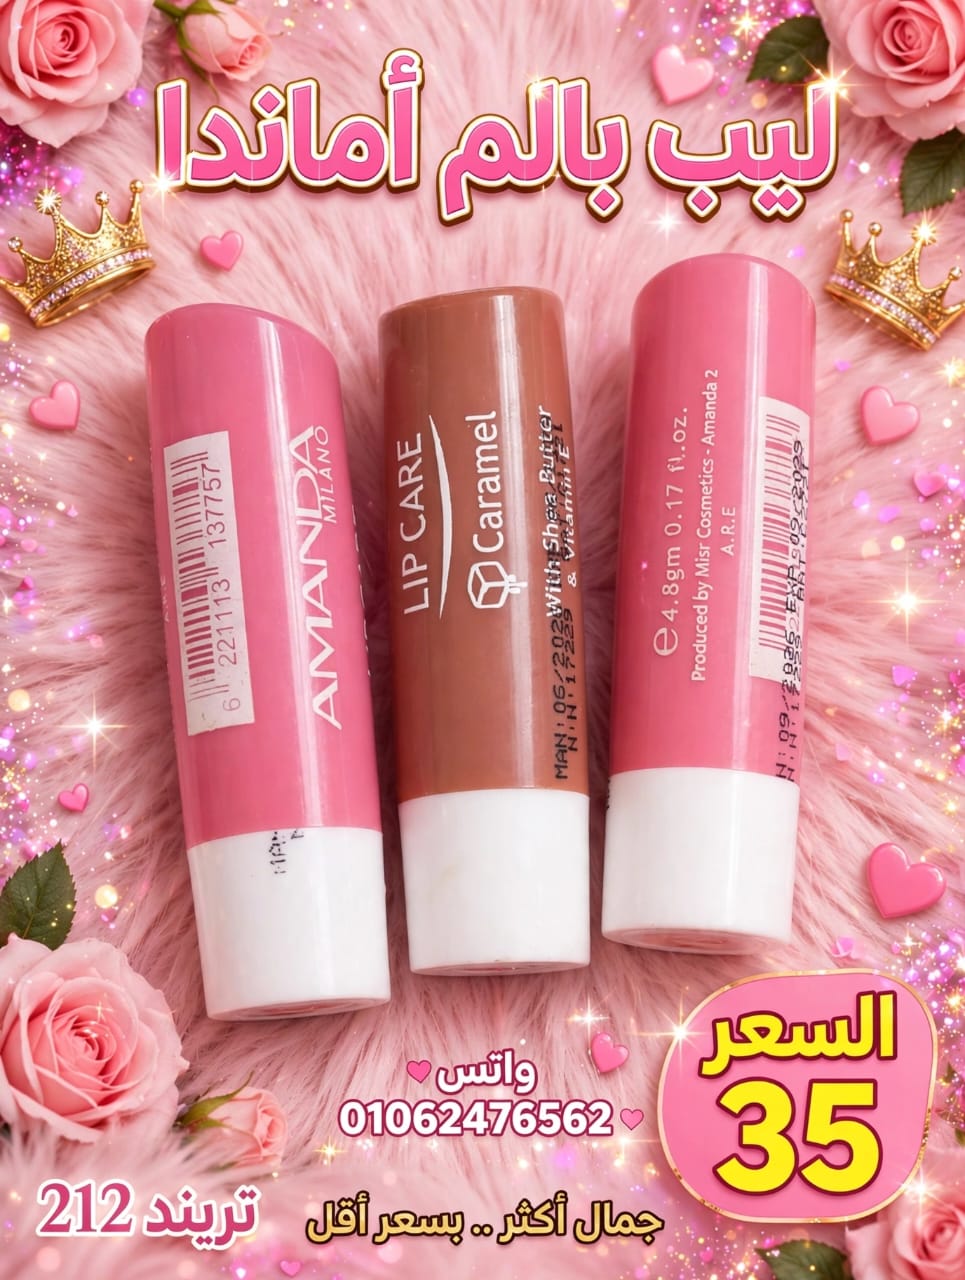 ليب بالم أماندا
6 221113 137757
AMANDA
MILANO
LIP CARE
Caramel
With Shea Butter
& Vitamin E
MAN: 06/202
N:N:17229
e 4.8gm 0.17 fl.oz.
Produced by Misr Cosmetics - Amanda 2
A.R.E
السعر
35
واتس
01062476562
جمال أكثر .. بسعر أقل
تريند 212